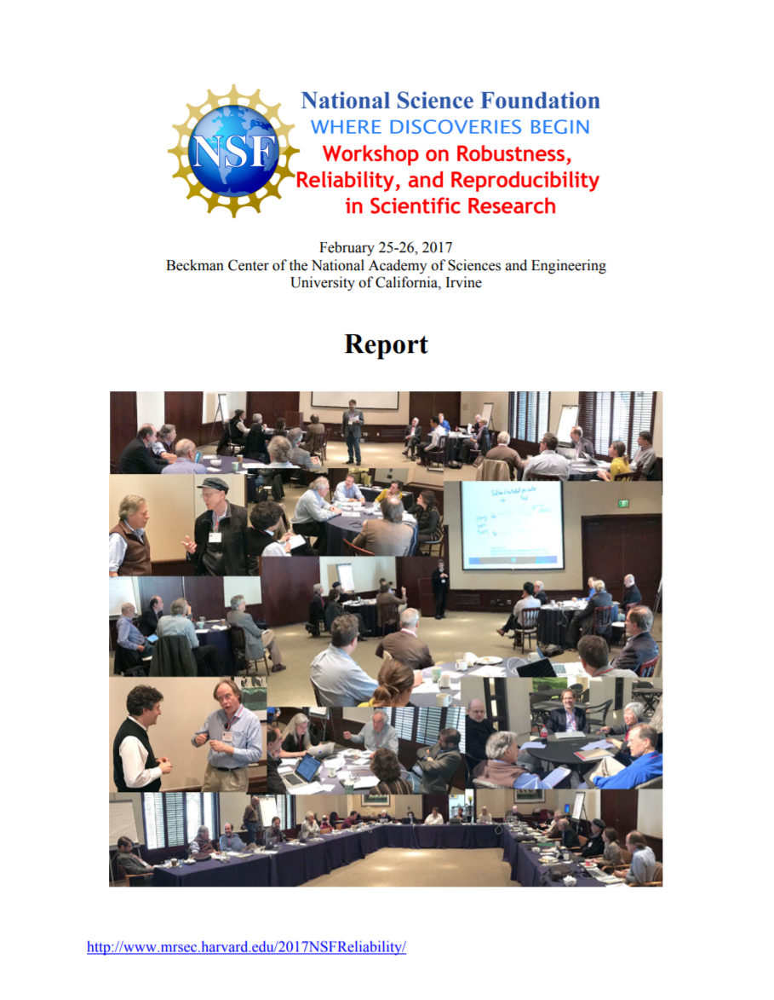 NSF
National Science Foundation
WHERE DISCOVERIES BEGIN
Workshop on Robustness,
Reliability, and Reproducibility
in Scientific Research
February 25-26, 2017
Beckman Center of the National Academy of Sciences and Engineering
University of California, Irvine
Report
http://www.mrsec.harvard.edu/2017NSFReliability/